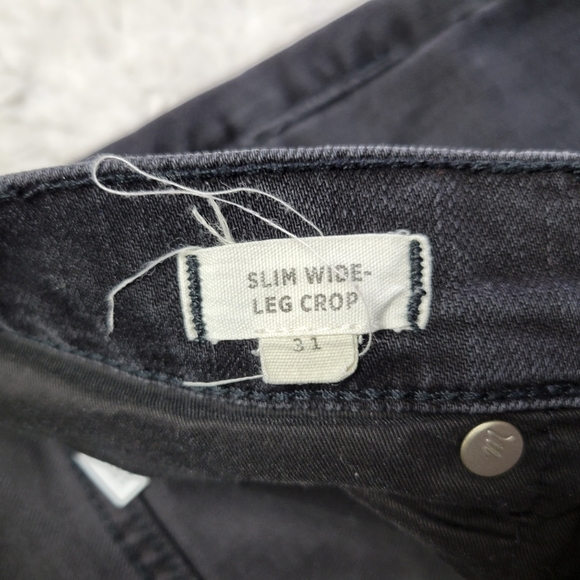 SLIM WIDE-
LEG CROP
31
m